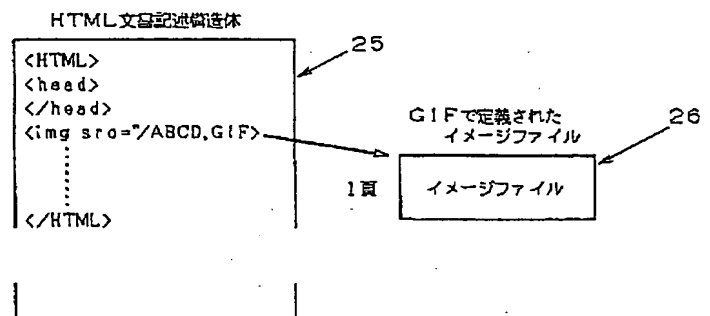 HTML文書記述構造体
25
<HTML>
<head>
</head>
<img src="/ABCD.GIF>
</HTML>
GIFで定義された
イメージファイル
26
1頁
イメージファイル